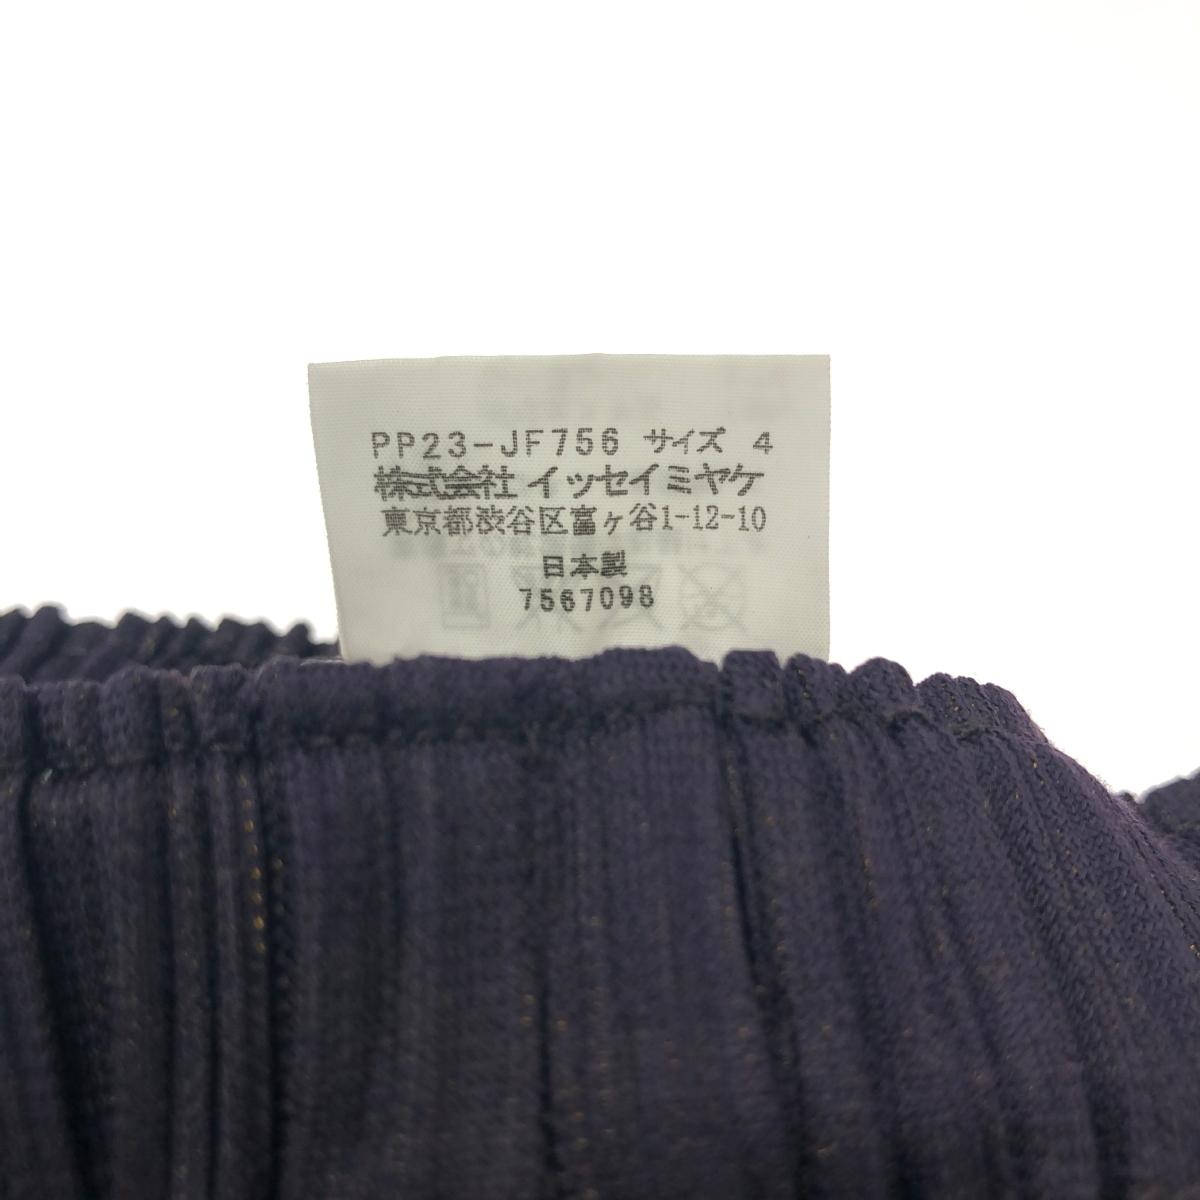 PP23-JF756 サイズ 4
株式会社 イッセイミヤケ
東京都渋谷区富ヶ谷1-12-10
日本製
7567098